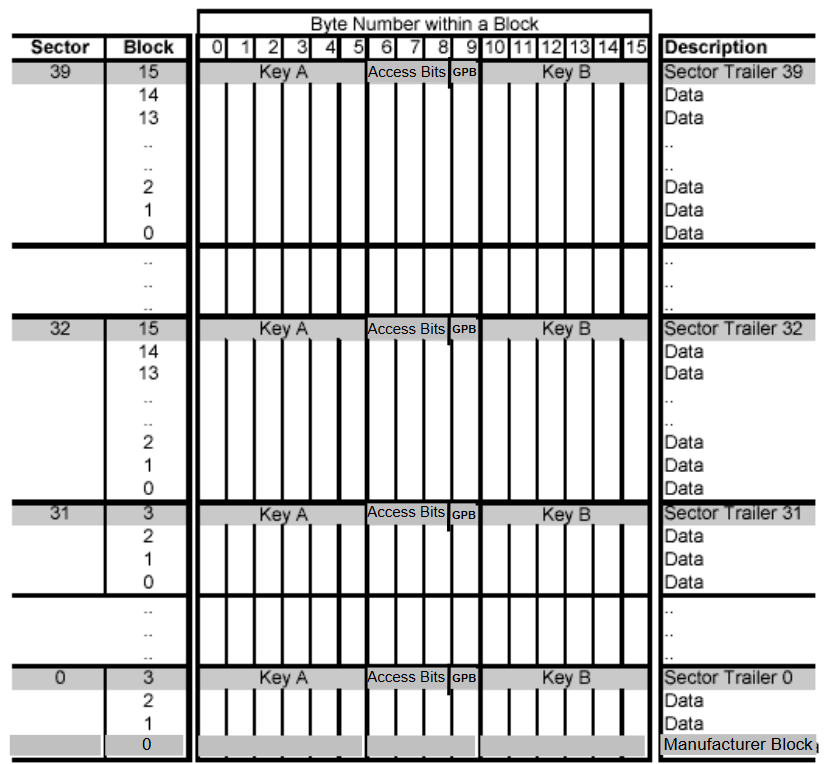 Byte Number within a Block
Sector Block 0 1 2 3 4 5 6 7 8 9 10 11 12 13 14 15 Description
39 15 Key A Access Bits GPB Key B Sector Trailer 39
14 Data
13 Data
.. ..
.. ..
2 Data
1 Data
0 Data
.. ..
.. ..
.. ..
32 15 Key A Access Bits GPB Key B Sector Trailer 32
14 Data
13 Data
.. ..
.. ..
2 Data
1 Data
0 Data
31 3 Key A Access Bits GPB Key B Sector Trailer 31
2 Data
1 Data
0 Data
.. ..
.. ..
.. ..
0 3 Key A Access Bits GPB Key B Sector Trailer 0
2 Data
1 Data
0 Manufacturer Block